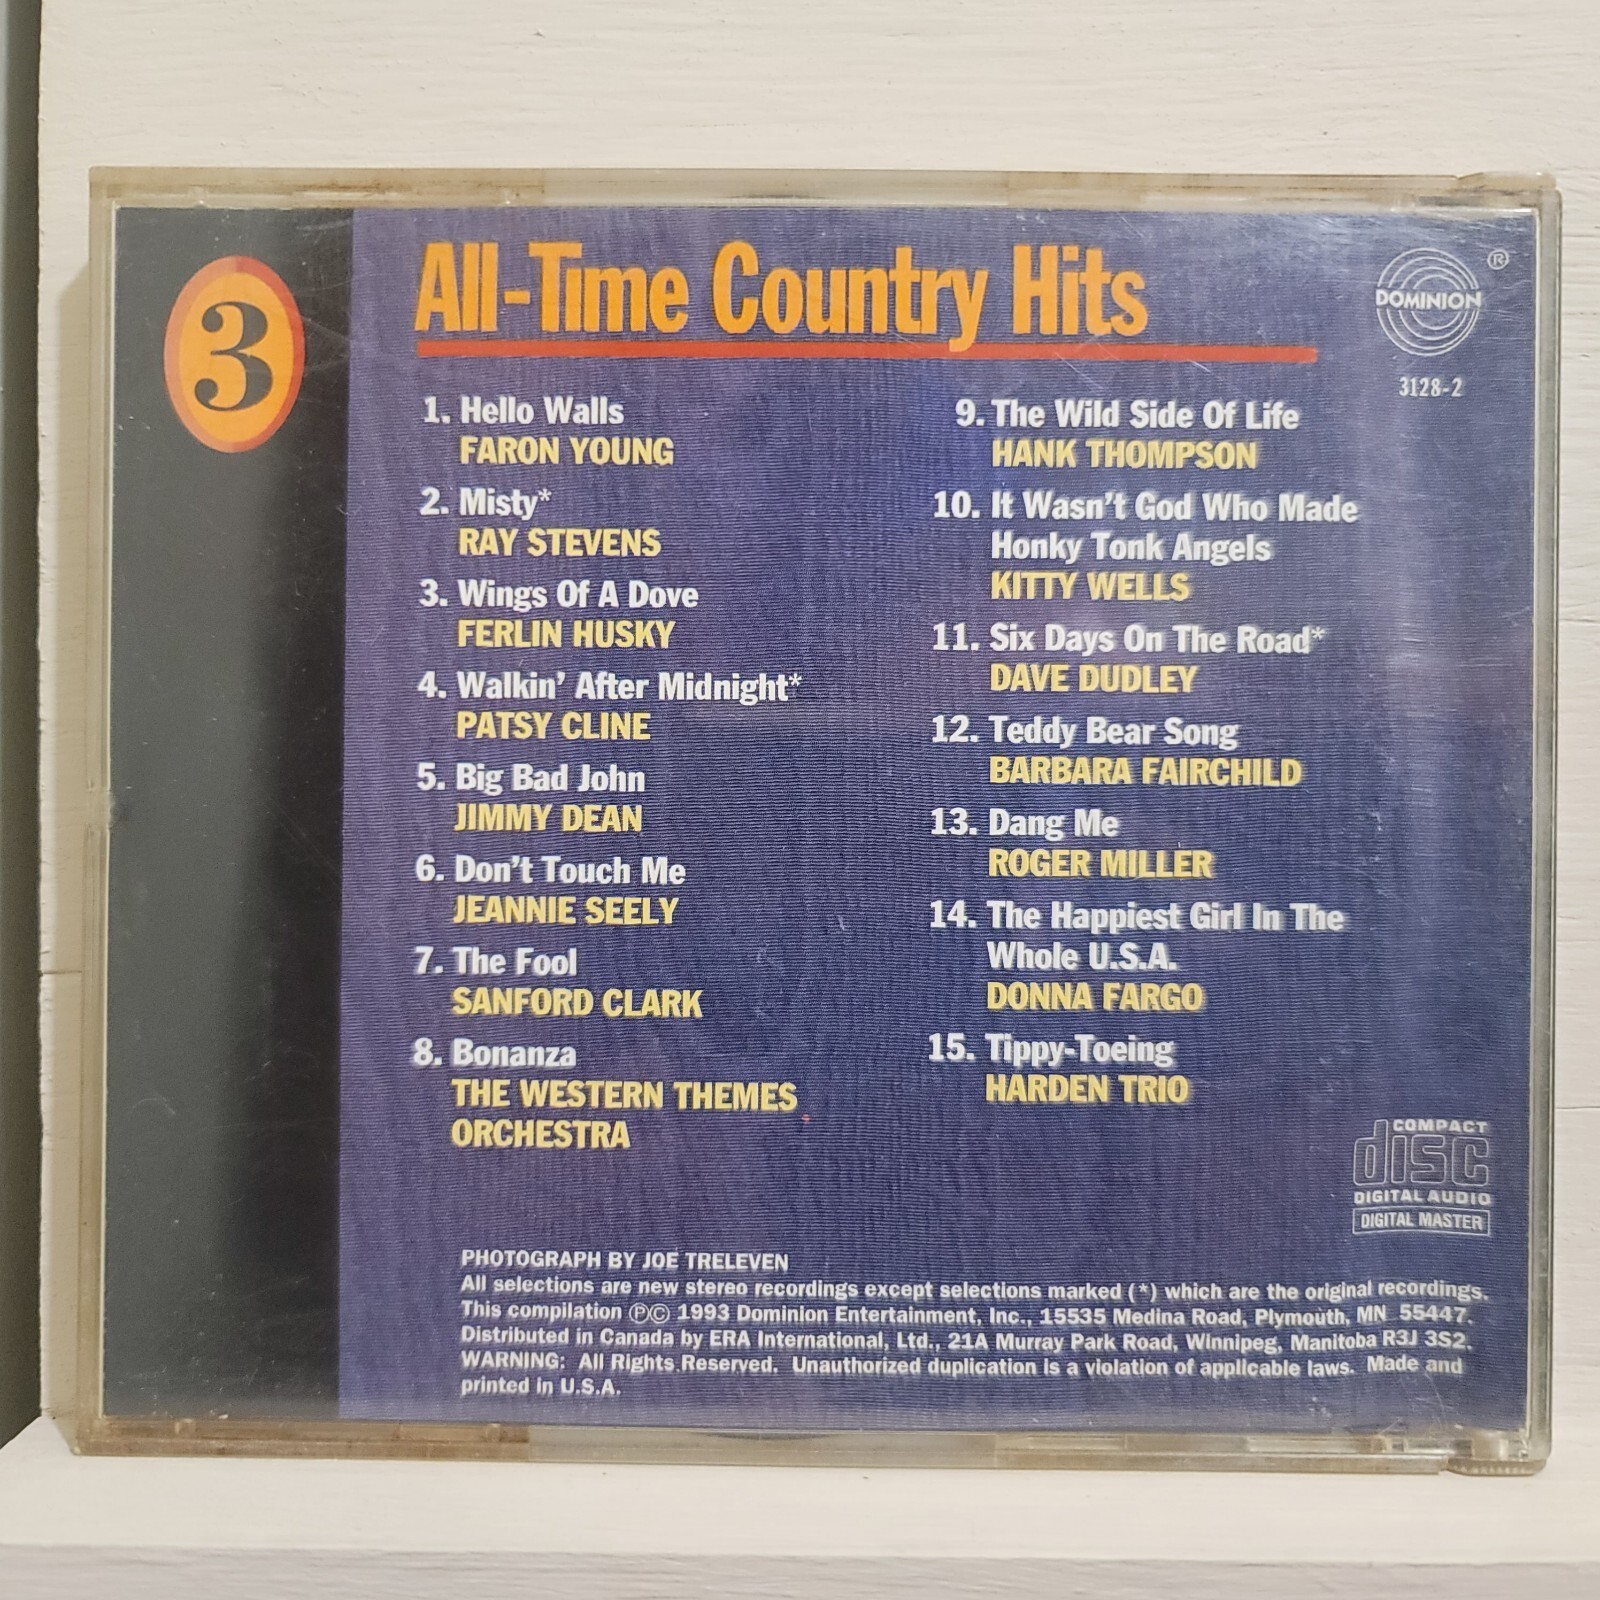 3
All-Time Country Hits
DOMINION ®
3128-2
1. Hello Walls
FARON YOUNG
2. Misty*
RAY STEVENS
3. Wings Of A Dove
FERLIN HUSKY
4. Walkin' After Midnight*
PATSY CLINE
5. Big Bad John
JIMMY DEAN
6. Don't Touch Me
JEANNIE SEELY
7. The Fool
SANFORD CLARK
8. Bonanza
THE WESTERN THEMES
ORCHESTRA
9. The Wild Side Of Life
HANK THOMPSON
10. It Wasn't God Who Made
Honky Tonk Angels
KITTY WELLS
11. Six Days On The Road*
DAVE DUDLEY
12. Teddy Bear Song
BARBARA FAIRCHILD
13. Dang Me
ROGER MILLER
14. The Happiest Girl In The
Whole U.S.A.
DONNA FARGO
15. Tippy-Toeing
HARDEN TRIO
COMPACT
disc
DIGITAL AUDIO
DIGITAL MASTER
PHOTOGRAPH BY JOE TRELEVEN
All selections are new stereo recordings except selections marked (*) which are the original recordings.
This compilation ℗© 1993 Dominion Entertainment, Inc., 15535 Medina Road, Plymouth, MN 55447.
Distributed in Canada by ERA International, Ltd., 21A Murray Park Road, Winnipeg, Manitoba R3J 3S2.
WARNING: All Rights Reserved. Unauthorized duplication is a violation of applicable laws. Made and
printed in U.S.A.